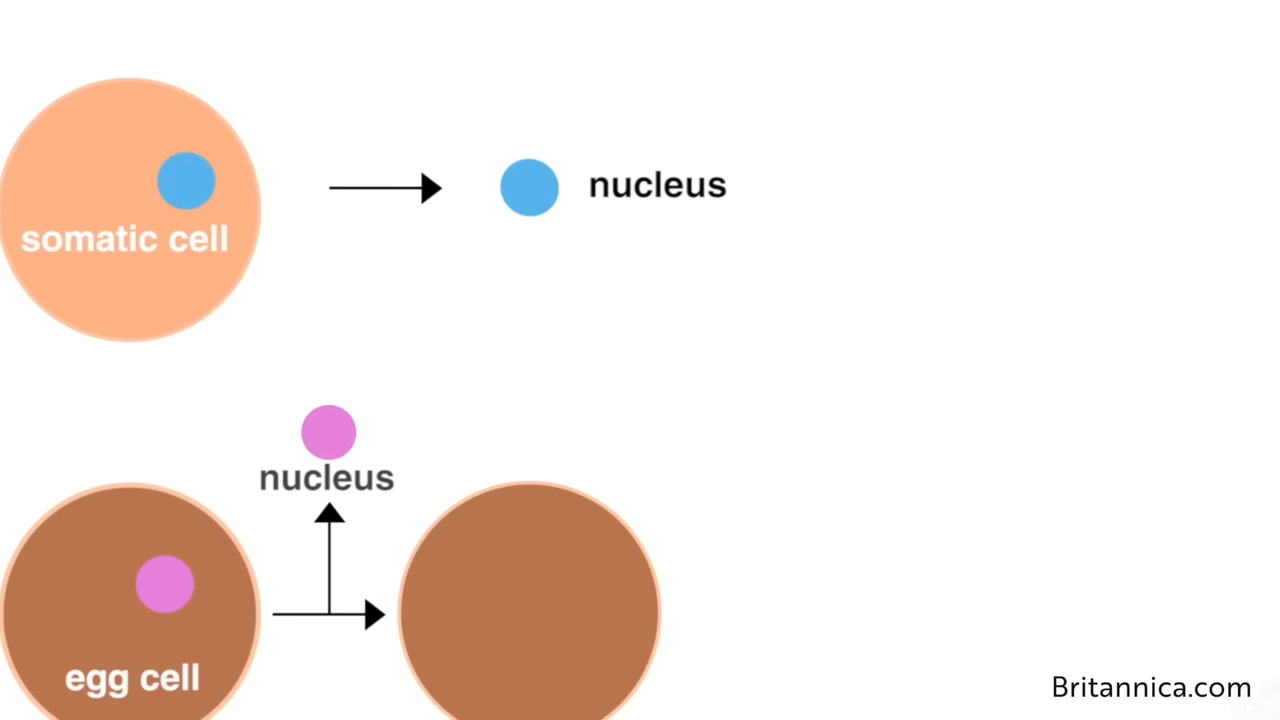 nucleus
somatic cell
nucleus
egg cell
Britannica.com